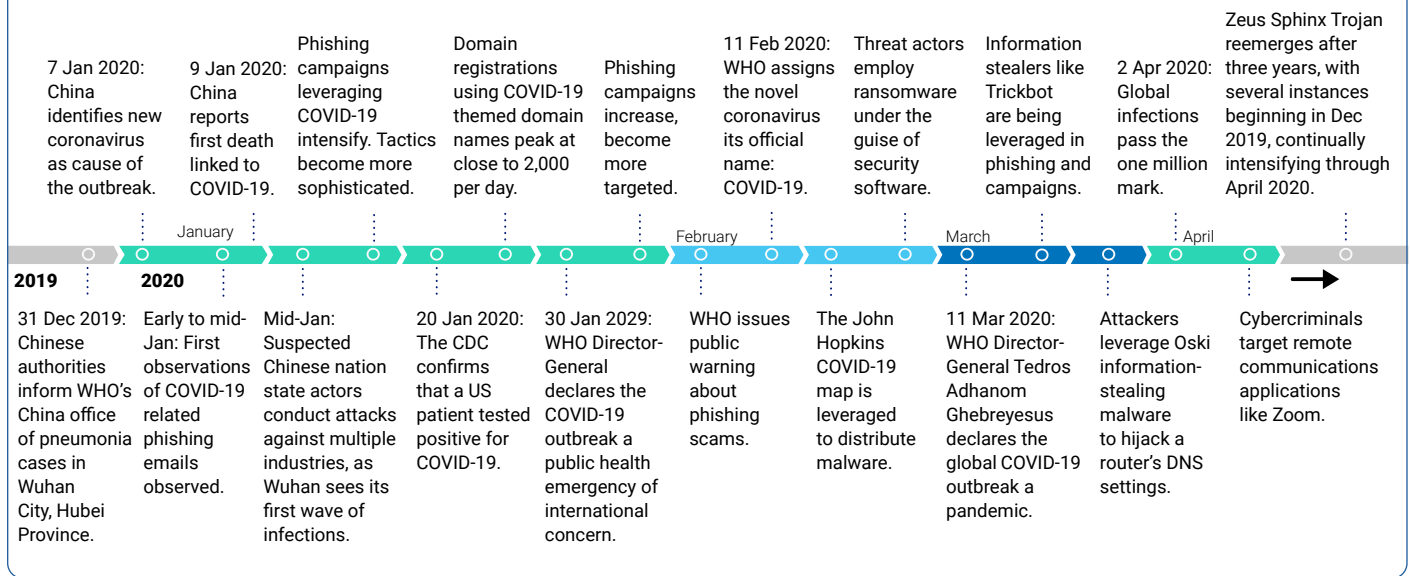 7 Jan 2020:
China
identifies new
coronavirus
as cause of
the outbreak.
9 Jan 2020:
China
reports
first death
linked to
COVID-19.
Phishing
campaigns
leveraging
COVID-19
intensify. Tactics
become more
sophisticated.
Domain
registrations
using COVID-19
themed domain
names peak at
close to 2,000
per day.
Phishing
campaigns
increase,
become
more
targeted.
11 Feb 2020:
WHO assigns
the novel
coronavirus
its official
name:
COVID-19.
Threat actors
employ
ransomware
under the
guise of
security
software.
Information
stealers like
Trickbot
are being
leveraged in
phishing and
campaigns.
2 Apr 2020:
Global
infections
pass the
one million
mark.
Zeus Sphinx Trojan
reemerges after
three years, with
several instances
beginning in Dec
2019, continually
intensifying through
April 2020.
January
February
March
April
2019
2020
31 Dec 2019:
Chinese
authorities
inform WHO's
China office
of pneumonia
cases in
Wuhan
City, Hubei
Province.
Early to mid-
Jan: First
observations
of COVID-19
related
phishing
emails
observed.
Mid-Jan:
Suspected
Chinese nation
state actors
conduct attacks
against multiple
industries, as
Wuhan sees its
first wave of
infections.
20 Jan 2020:
The CDC
confirms
that a US
patient tested
positive for
COVID-19.
30 Jan 2029:
WHO Director-
General
declares the
COVID-19
outbreak a
public health
emergency of
international
concern.
WHO issues
public
warning
about
phishing
scams.
The John
Hopkins
COVID-19
map is
leveraged
to distribute
malware.
11 Mar 2020:
WHO Director-
General Tedros
Adhanom
Ghebreyesus
declares the
global COVID-19
outbreak a
pandemic.
Attackers
leverage Oski
information-
stealing
malware
to hijack a
router's DNS
settings.
Cybercriminals
target remote
communications
applications
like Zoom.